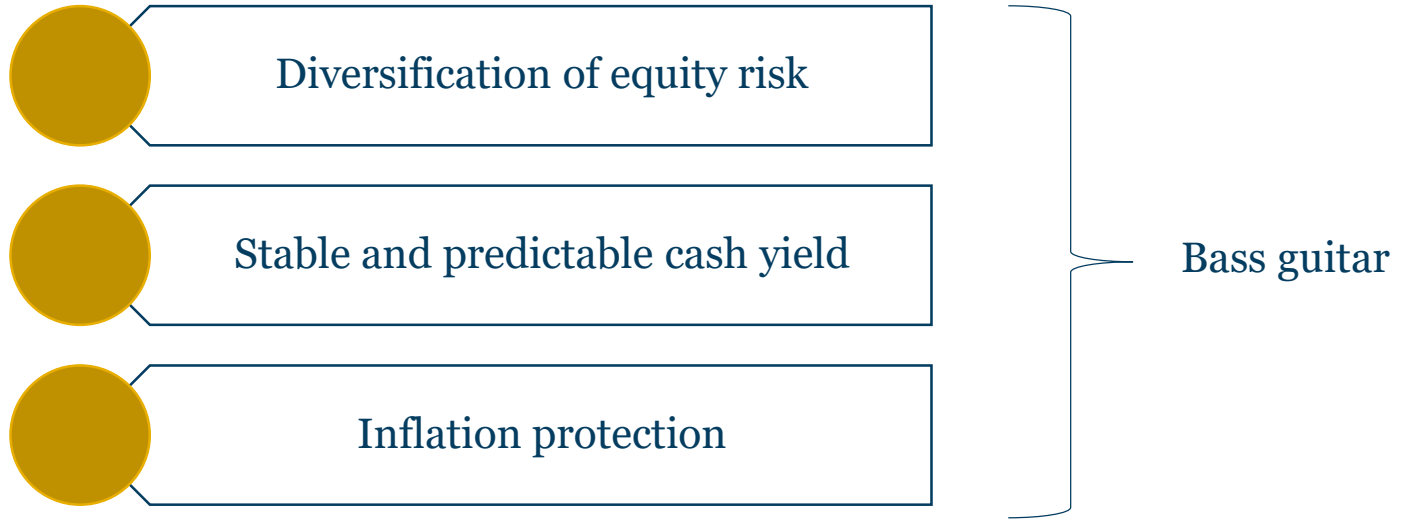 Diversification of equity risk
Stable and predictable cash yield
Bass guitar
Inflation protection